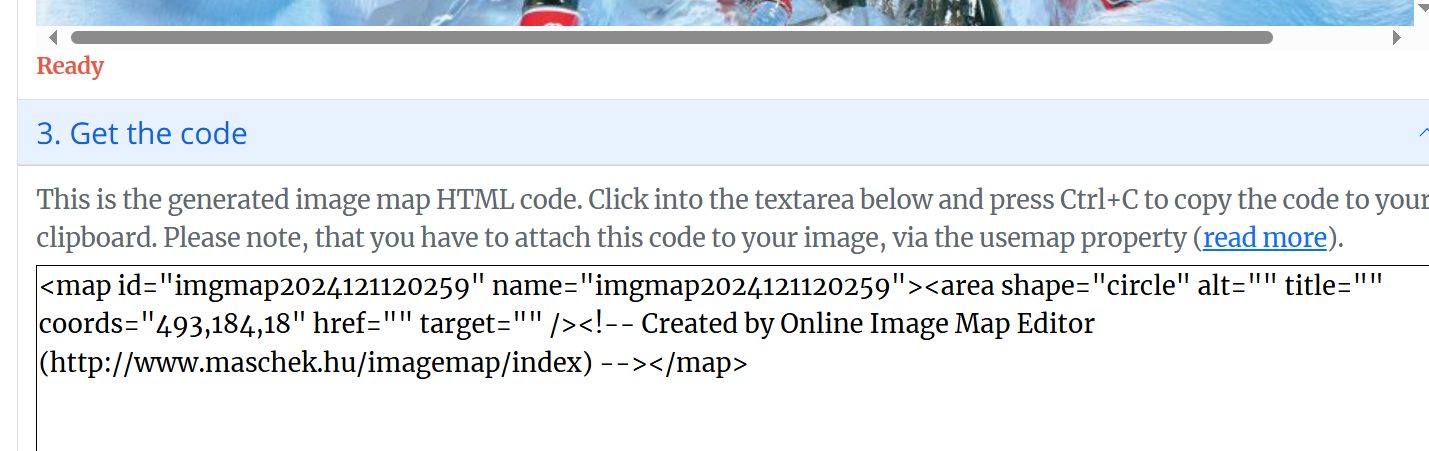 Ready
3. Get the code
This is the generated image map HTML code. Click into the textarea below and press Ctrl+C to copy the code to your
clipboard. Please note, that you have to attach this code to your image, via the usemap property (read more).
<map id="imgmap2024121120259" name="imgmap2024121120259"><area shape="circle" alt="" title=""
coords="493,184,18" href="" target="" /><!-- Created by Online Image Map Editor
(http://www.maschek.hu/imagemap/index) --></map>